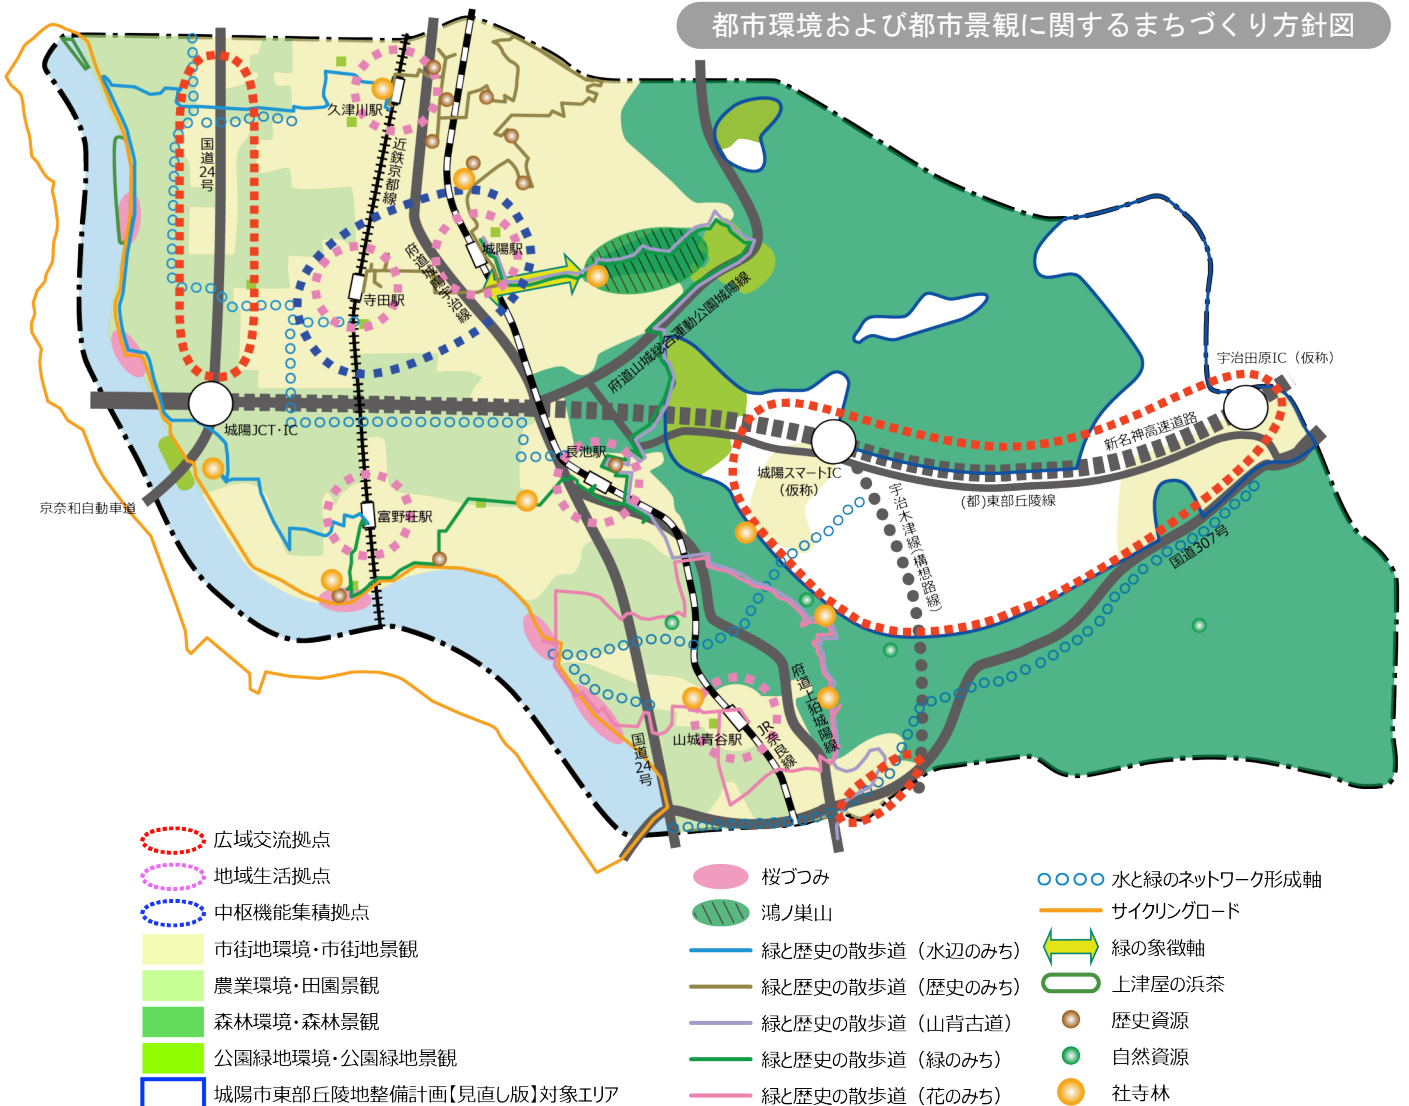 都市環境および都市景観に関するまちづくり方針図
久津川駅
国道24号
近鉄京都線
城陽駅
府道城陽宇治線
寺田駅
府道山城総合運動公園城陽線
宇治田原IC（仮称）
新名神高速道路
城陽JCT・IC
長池駅
城陽スマートIC
（仮称）
(都)東部丘陵線
京奈和自動車道
富野荘駅
宇治木津線（構想路線）
国道307号
府道上狛城陽線
山城青谷駅
JR奈良線
国道24号
広域交流拠点
地域生活拠点
中枢機能集積拠点
市街地環境・市街地景観
農業環境・田園景観
森林環境・森林景観
公園緑地環境・公園緑地景観
城陽市東部丘陵地整備計画【見直し版】対象エリア
桜づつみ
鴻ノ巣山
緑と歴史の散歩道（水辺のみち）
緑と歴史の散歩道（歴史のみち）
緑と歴史の散歩道（山背古道）
緑と歴史の散歩道（緑のみち）
緑と歴史の散歩道（花のみち）
水と緑のネットワーク形成軸
サイクリングロード
緑の象徴軸
上津屋の浜茶
歴史資源
自然資源
社寺林